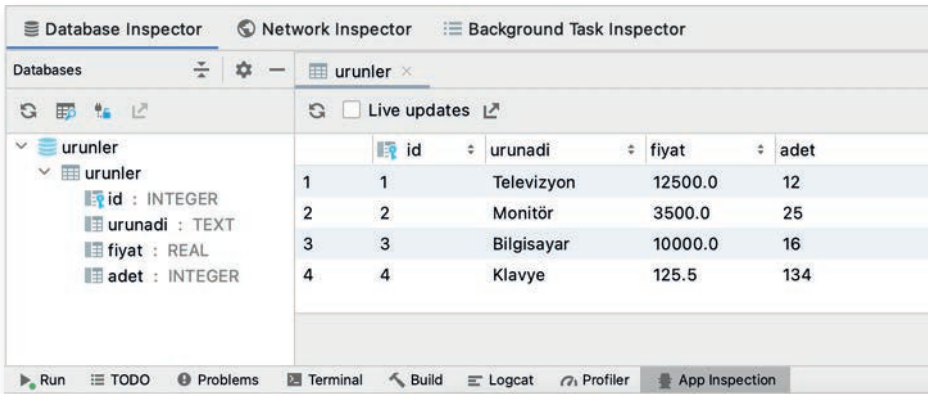 Database Inspector Network Inspector Background Task Inspector
Databases
urunler
Live updates
urunler
urunler
id : INTEGER
urunadi : TEXT
fiyat : REAL
adet : INTEGER
id urunadi fiyat adet
1 1 Televizyon 12500.0 12
2 2 Monitör 3500.0 25
3 3 Bilgisayar 10000.0 16
4 4 Klavye 125.5 134
Run TODO Problems Terminal Build Logcat Profiler App Inspection